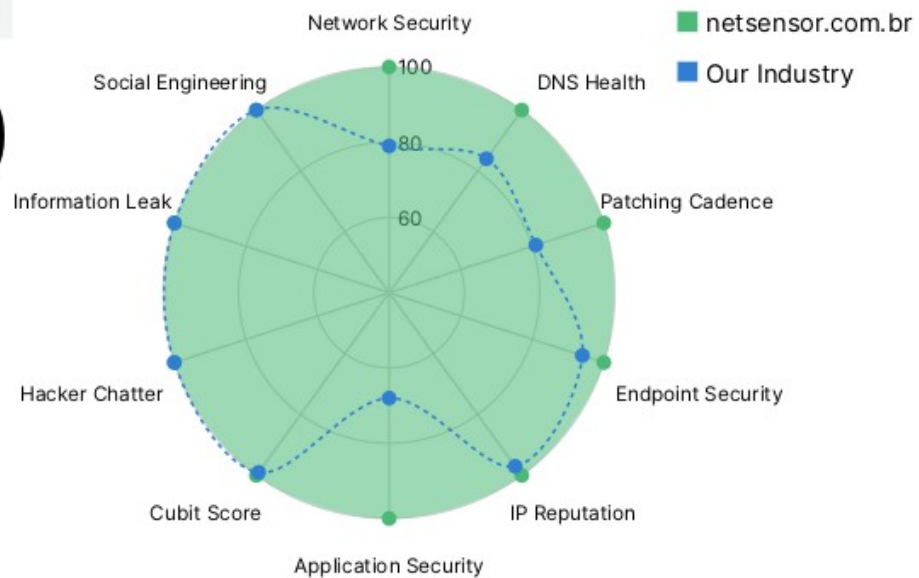 Network Security
netsensor.com.br
Our Industry
100
Social Engineering
DNS Health
80
Information Leak
60
Patching Cadence
Hacker Chatter
Endpoint Security
Cubit Score
IP Reputation
Application Security